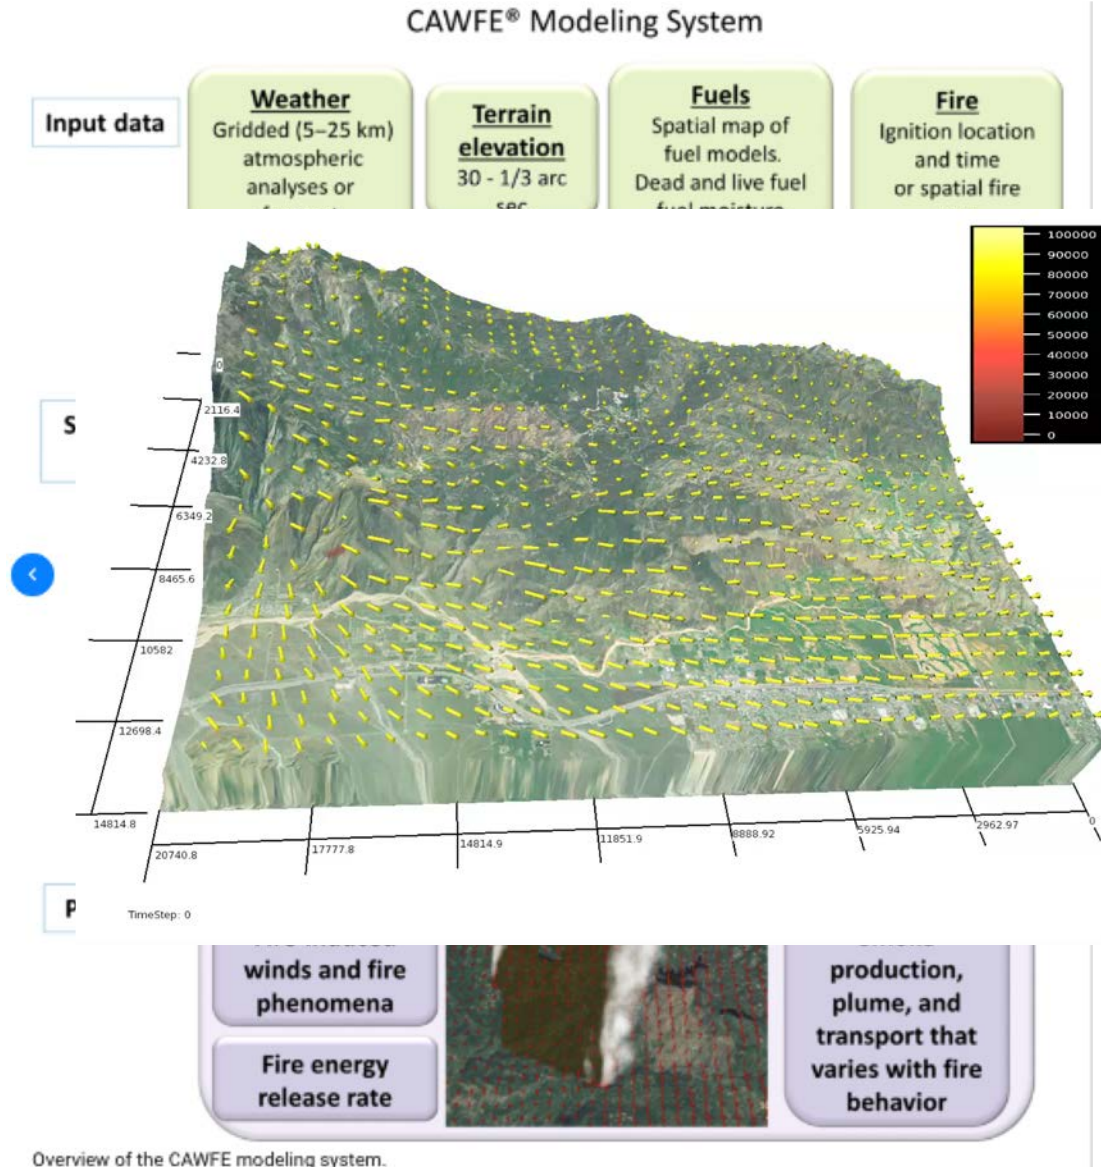 CAWFE® Modeling System
Input data
Weather
Gridded (5–25 km)
atmospheric
analyses or
Terrain
elevation
30 - 1/3 arc
sec
Fuels
Spatial map of
fuel models.
Dead and live fuel
fuel moisture
Fire
Ignition location
and time
or spatial fire
100000
90000
80000
70000
60000
50000
40000
30000
20000
10000
0
0
2116.4
4232.8
6349.2
8465.6
10582
12698.4
14814.8
20740.8
17777.8
14814.9
11851.9
8888.92
5925.94
2962.97
0
S
P
TimeStep: 0
winds and fire
phenomena
Fire energy
release rate
production,
plume, and
transport that
varies with fire
behavior
Overview of the CAWFE modeling system.